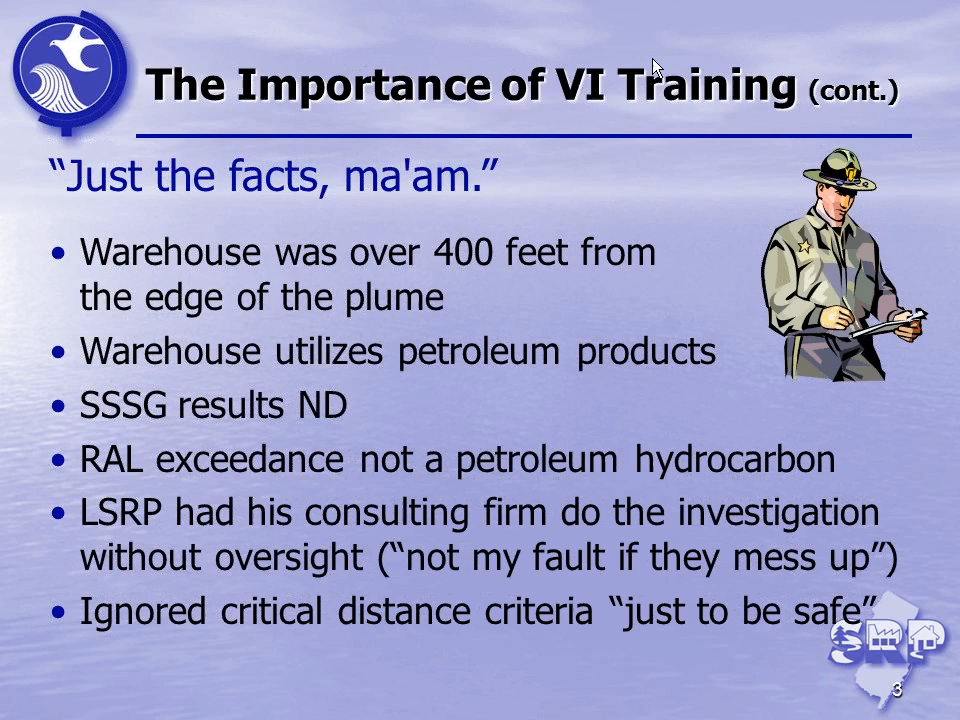 The Importance of VI Training (cont.)
“Just the facts, ma'am.”
• Warehouse was over 400 feet from
the edge of the plume
• Warehouse utilizes petroleum products
• SSSG results ND
• RAL exceedance not a petroleum hydrocarbon
• LSRP had his consulting firm do the investigation
without oversight (“not my fault if they mess up”)
• Ignored critical distance criteria “just to be safe”
SRP
3